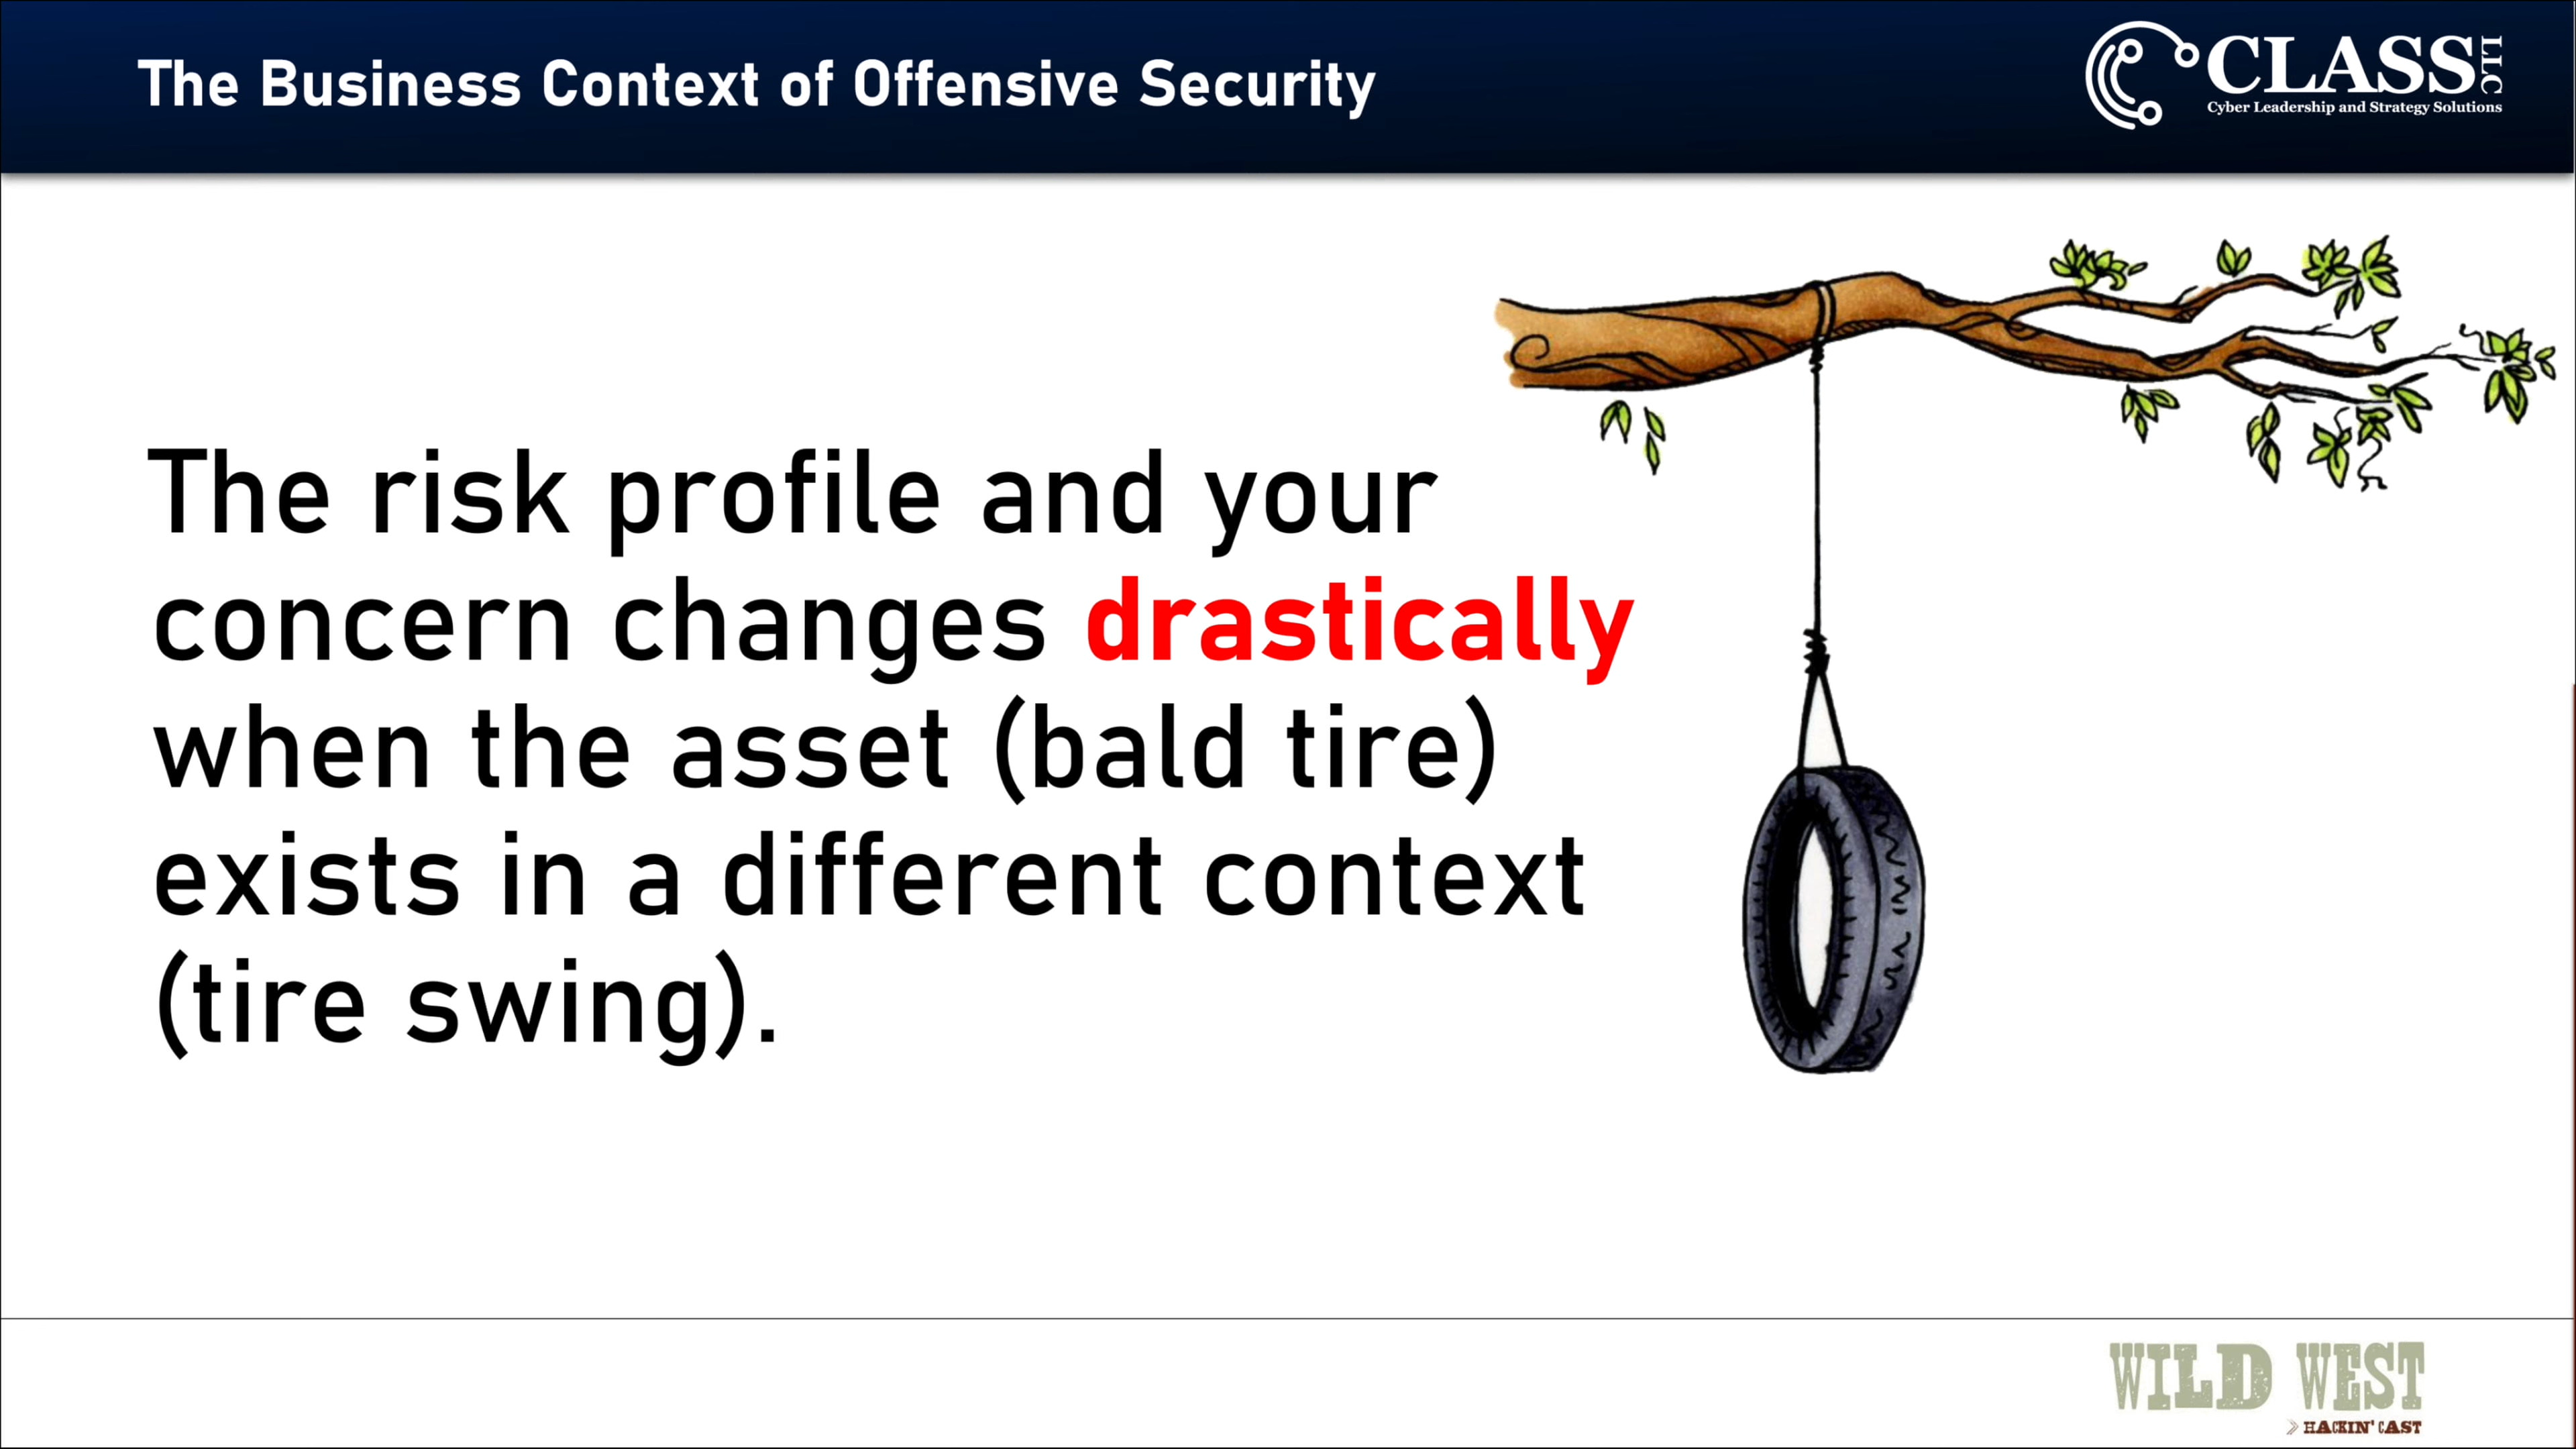 The Business Context of Offensive Security
CLASS LLC
Cyber Leadership and Strategy Solutions
The risk profile and your
concern changes drastically
when the asset (bald tire)
exists in a different context
(tire swing).
WILD WEST
HACKIN' CAST